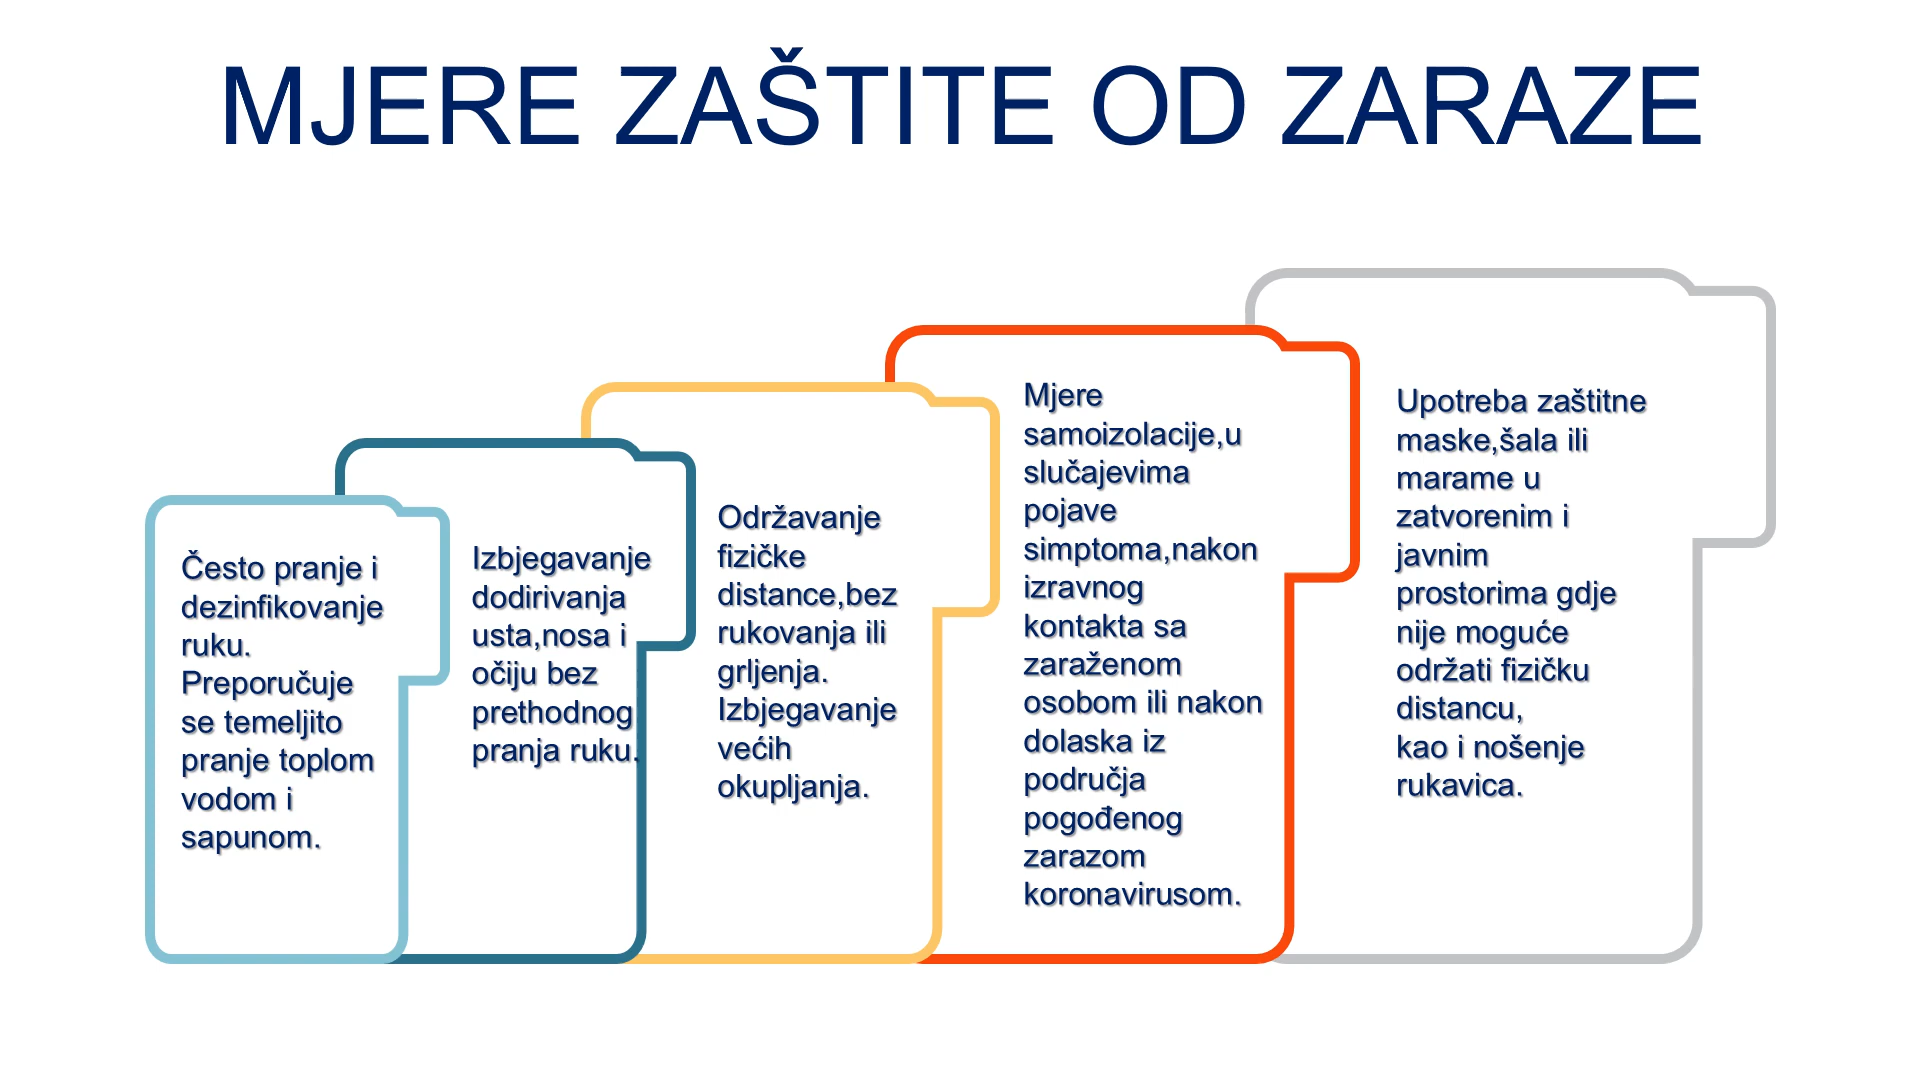 MJERE ZAŠTITE OD ZARAZE
Često pranje i
dezinfikovanje
ruku.
Preporučuje
se temeljito
pranje toplom
vodom i
sapunom.
Izbjegavanje
dodirivanja
usta,nosa i
očiju bez
prethodnog
pranja ruku.
Održavanje
fizičke
distance,bez
rukovanja ili
grljenja.
Izbjegavanje
većih
okupljanja.
Mjere
samoizolacije,u
slučajevima
pojave
simptoma,nakon
izravnog
kontakta sa
zaraženom
osobom ili nakon
dolaska iz
područja
pogođenog
zarazom
koronavirusom.
Upotreba zaštitne
maske,šala ili
marame u
zatvorenim i
javnim
prostorima gdje
nije moguće
održati fizičku
distancu,
kao i nošenje
rukavica.